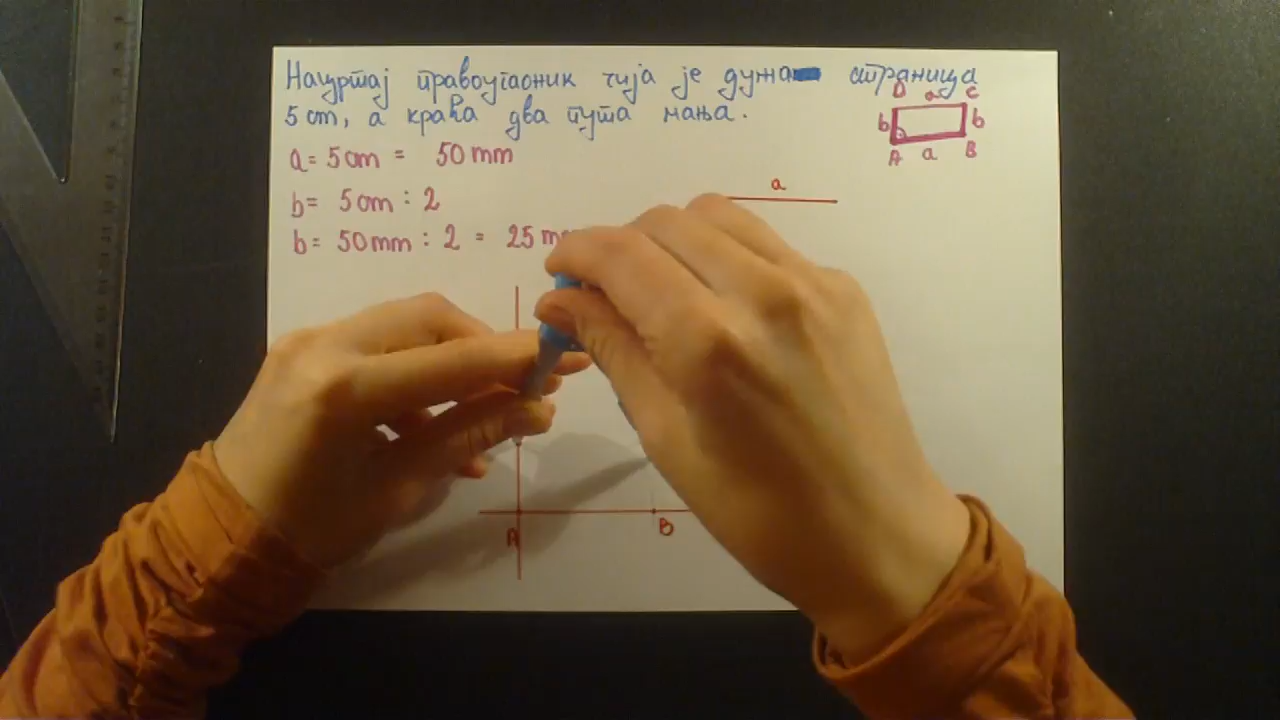 Нацртај правоугаоник чија је дужа страница
5 cm, а краћа два пута мања.
D a C
b b
A a B
a = 5 cm = 50 mm
b = 5 cm : 2
b = 50 mm : 2 = 25
a
A B